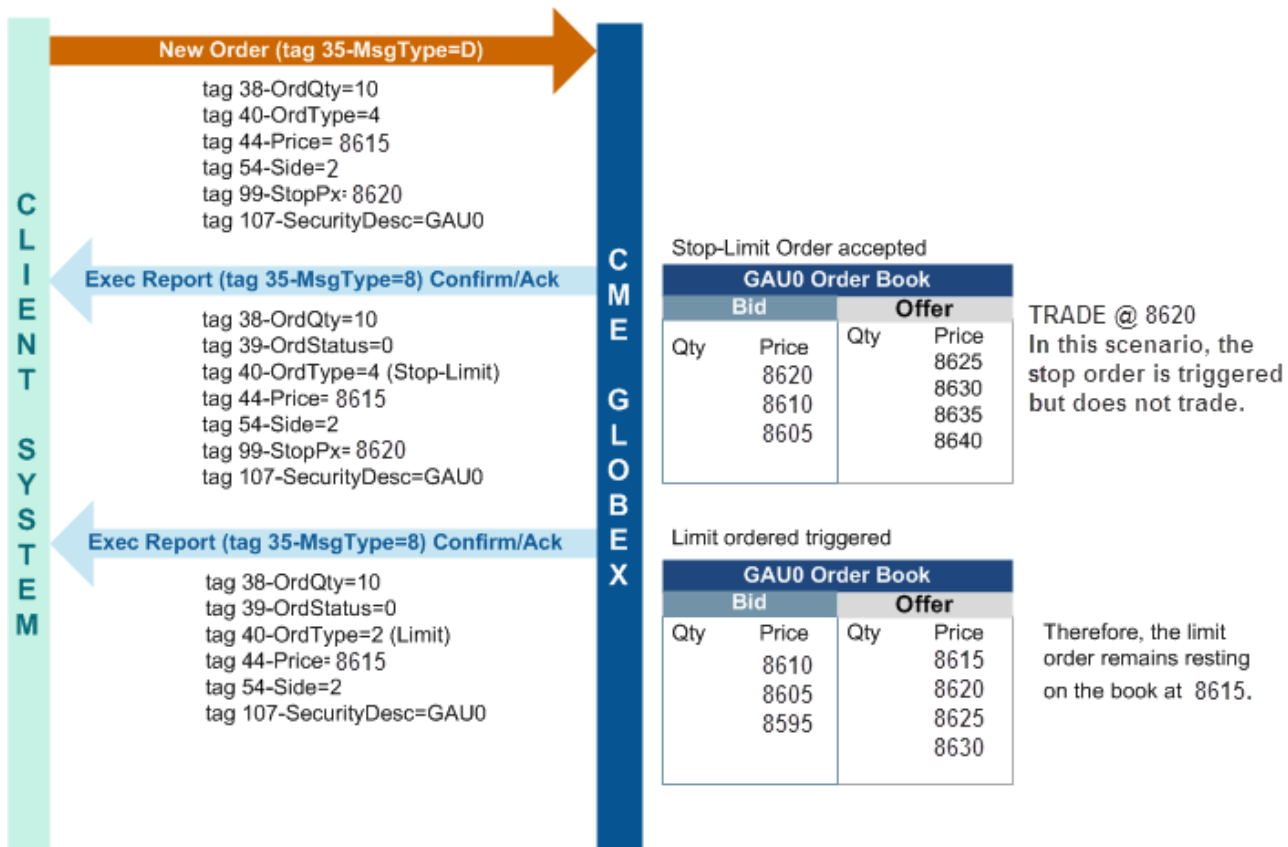 CLIENT SYSTEM
New Order (tag 35-MsgType=D)
tag 38-OrdQty=10
tag 40-OrdType=4
tag 44-Price= 8615
tag 54-Side=2
tag 99-StopPx= 8620
tag 107-SecurityDesc=GAU0
Exec Report (tag 35-MsgType=8) Confirm/Ack
tag 38-OrdQty=10
tag 39-OrdStatus=0
tag 40-OrdType=4 (Stop-Limit)
tag 44-Price= 8615
tag 54-Side=2
tag 99-StopPx= 8620
tag 107-SecurityDesc=GAU0
Exec Report (tag 35-MsgType=8) Confirm/Ack
tag 38-OrdQty=10
tag 39-OrdStatus=0
tag 40-OrdType=2 (Limit)
tag 44-Price= 8615
tag 54-Side=2
tag 107-SecurityDesc=GAU0
CME GLOBEX
Stop-Limit Order accepted
GAU0 Order Book
Bid Offer
Qty Price Qty Price
8620 8625
8610 8630
8605 8635
8640
TRADE @ 8620
In this scenario, the
stop order is triggered
but does not trade.
Limit ordered triggered
GAU0 Order Book
Bid Offer
Qty Price Qty Price
8610 8615
8605 8620
8595 8625
8630
Therefore, the limit
order remains resting
on the book at 8615.